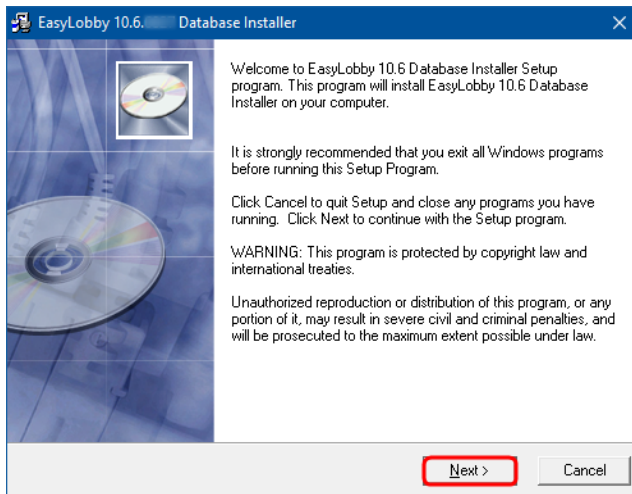 EasyLobby 10.6. Database Installer
Welcome to EasyLobby 10.6 Database Installer Setup
program. This program will install EasyLobby 10.6 Database
Installer on your computer.
It is strongly recommended that you exit all Windows programs
before running this Setup Program.
Click Cancel to quit Setup and close any programs you have
running. Click Next to continue with the Setup program.
WARNING: This program is protected by copyright law and
international treaties.
Unauthorized reproduction or distribution of this program, or any
portion of it, may result in severe civil and criminal penalties, and
will be prosecuted to the maximum extent possible under law.
Next > Cancel